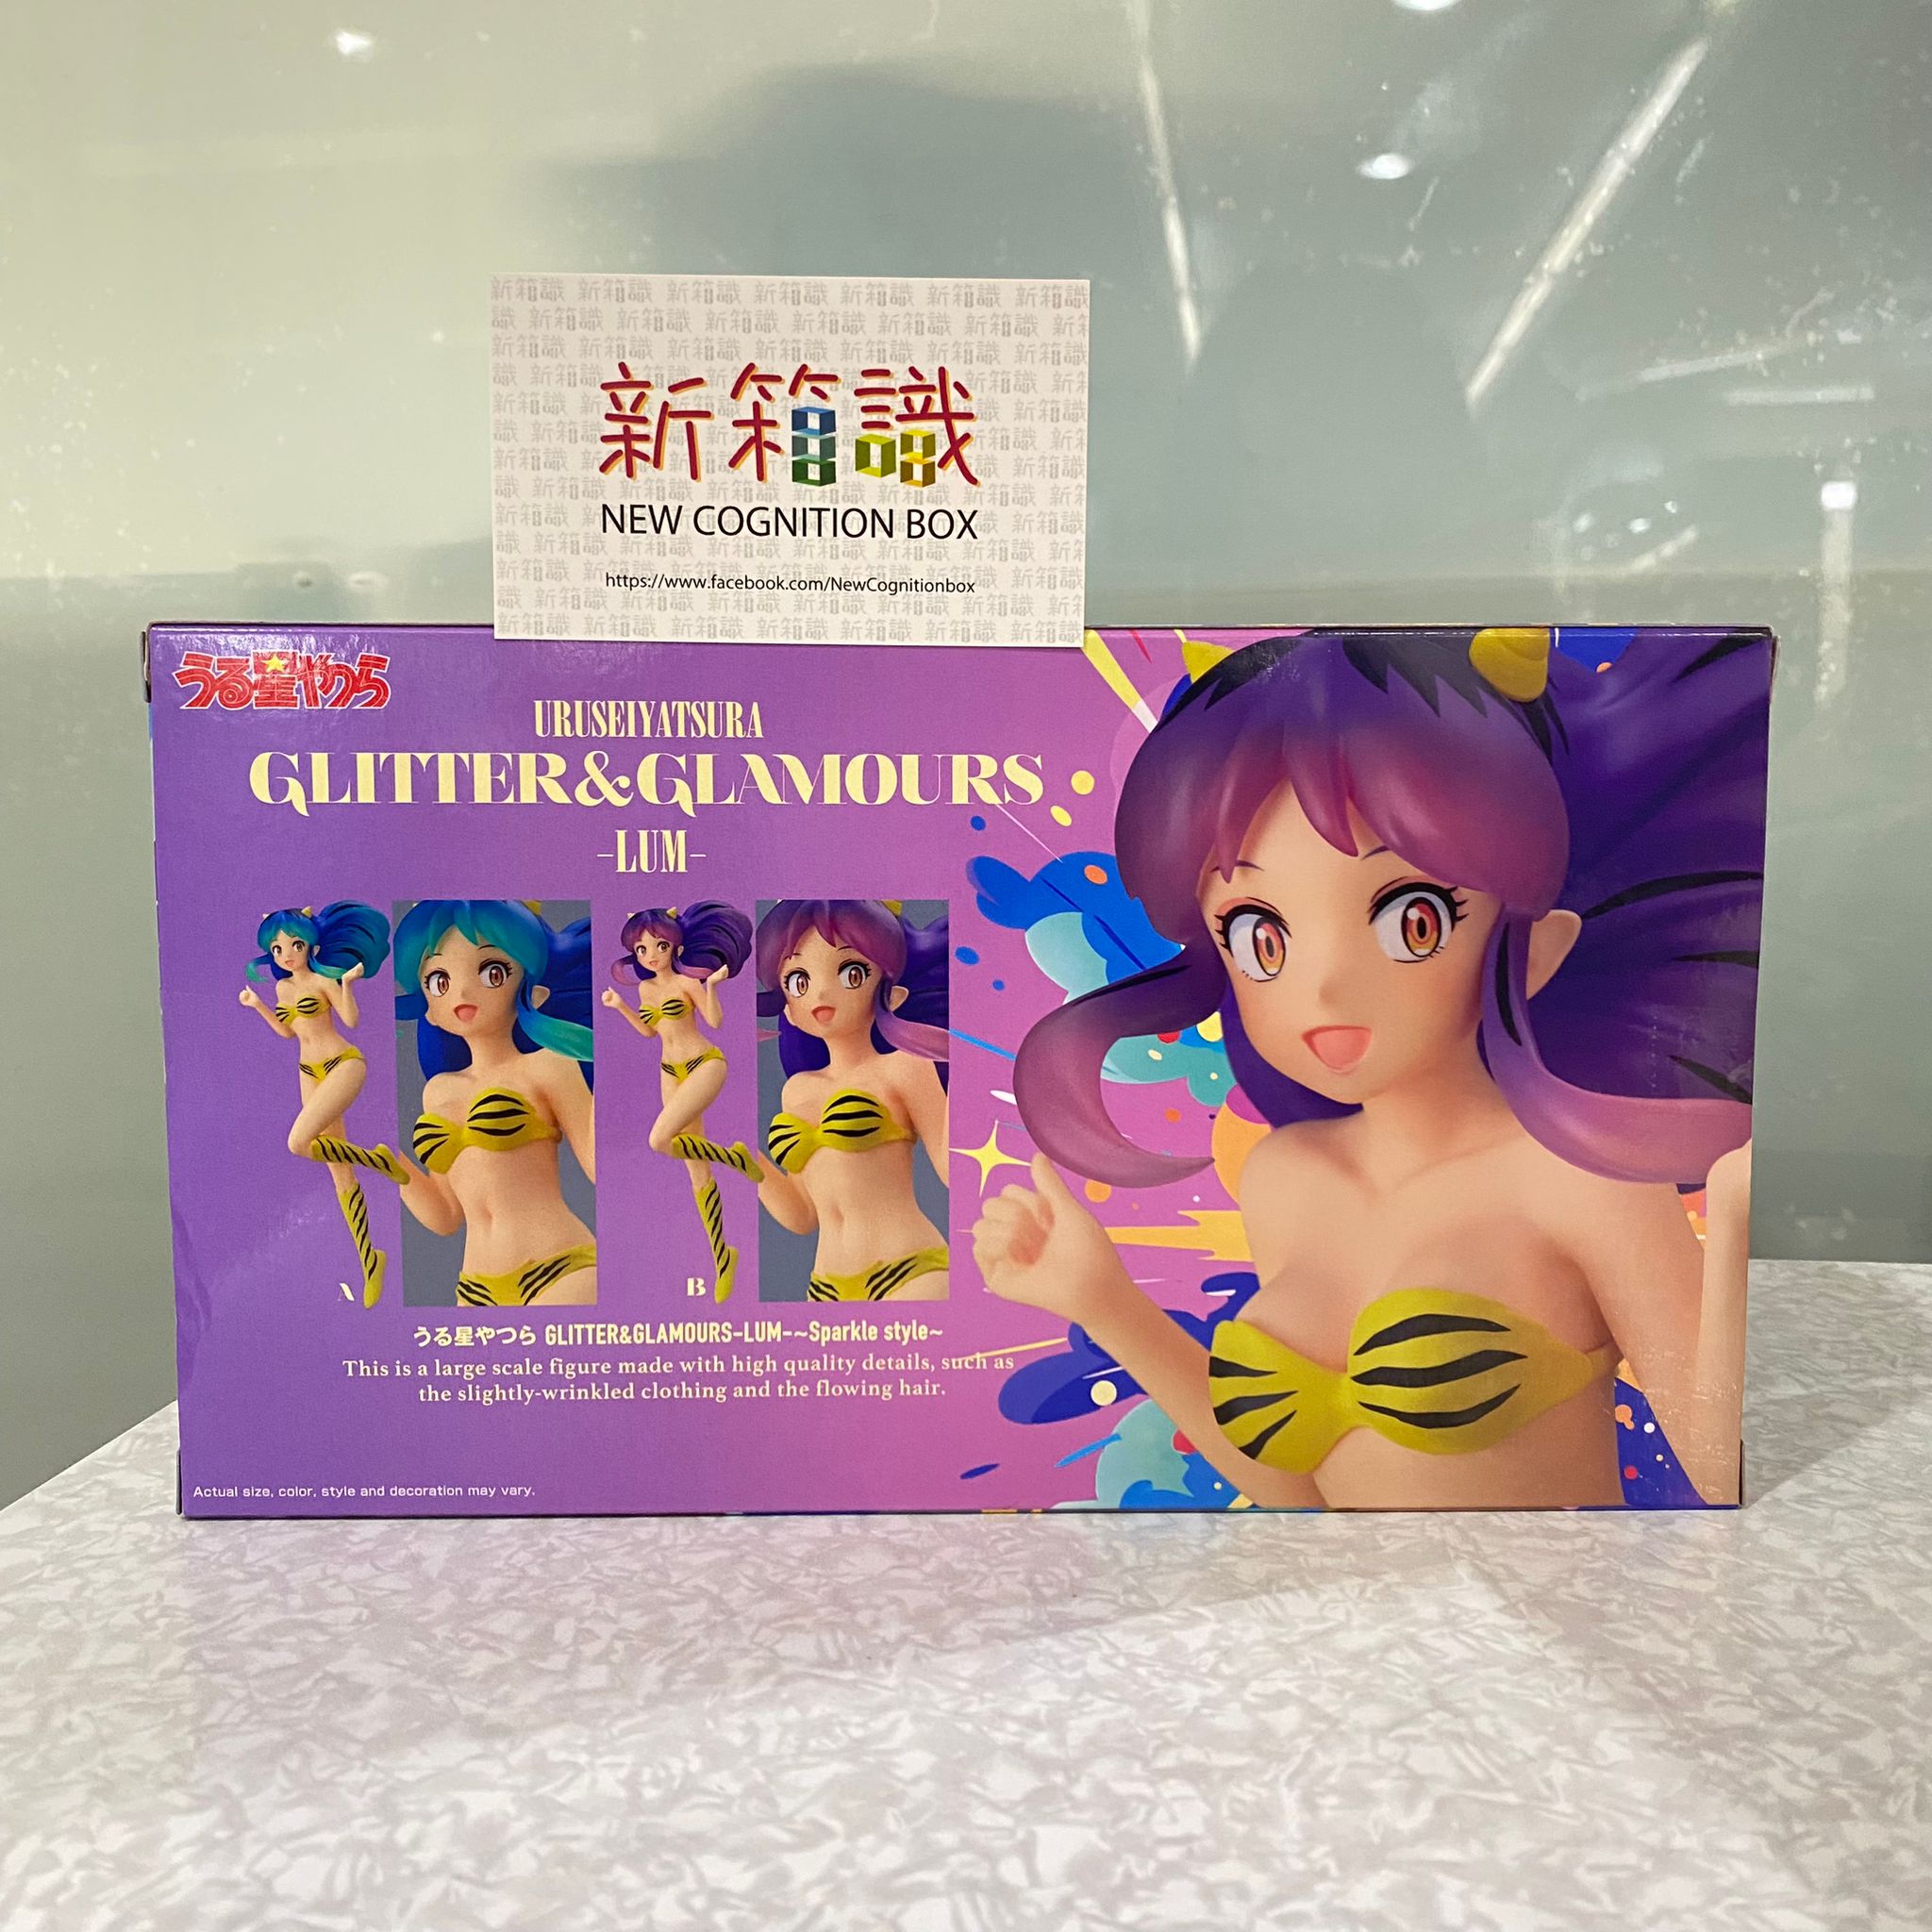 新箱識
NEW COGNITION BOX
https://www.facebook.com/NewCognitionbox
うる星やつら
URUSEIYATSURA
GLITTER&GLAMOURS
-LUM-
A
B
うる星やつら GLITTER&GLAMOURS-LUM-~Sparkle style~
This is a large scale figure made with high quality details, such as
the slightly-wrinkled clothing and the flowing hair.
Actual size, color, style and decoration may vary.